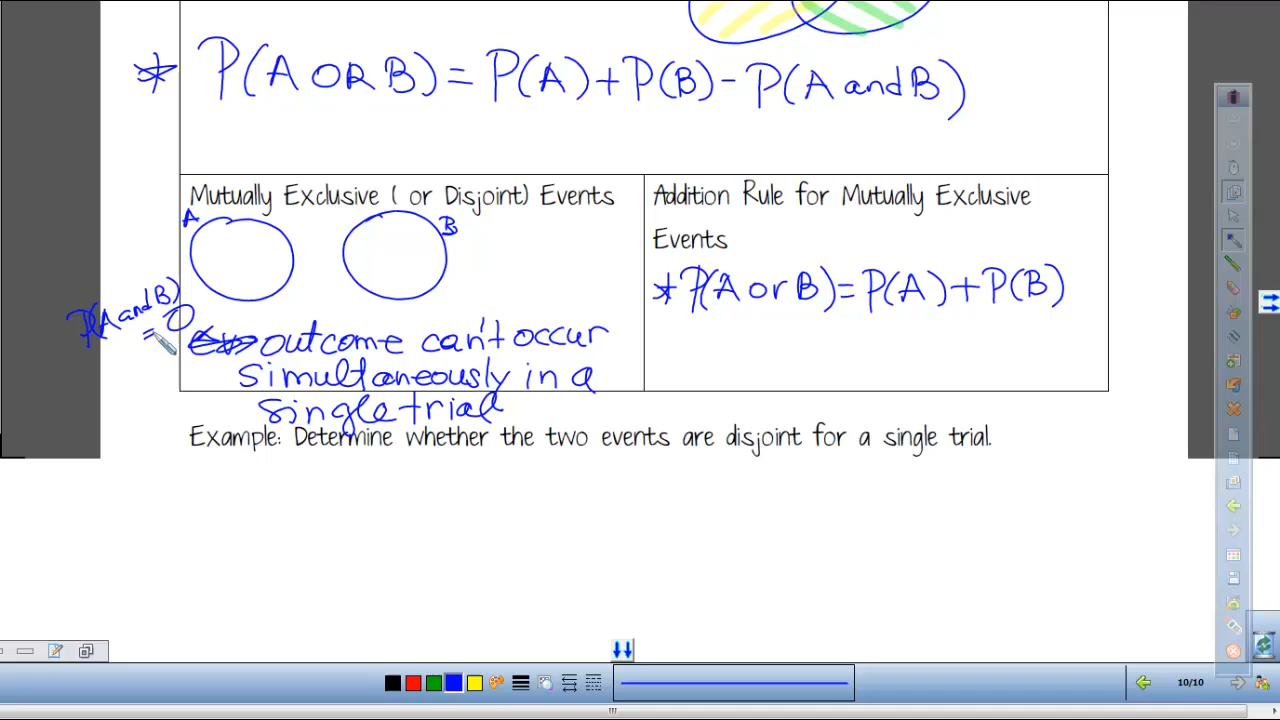 * P(A OR B) = P(A) + P(B) - P(A and B)
Mutually Exclusive ( or Disjoint) Events
A
B
P(A and B)
= 0
outcome can't occur
simultaneously in a
single trial
Addition Rule for Mutually Exclusive
Events
* P(A or B) = P(A) + P(B)
Example: Determine whether the two events are disjoint for a single trial.
10/10